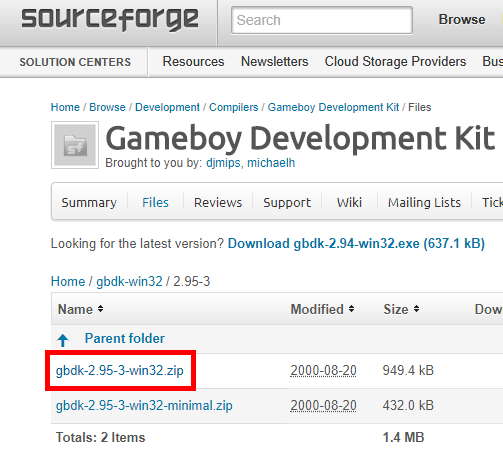 sourceforge Search Browse
SOLUTION CENTERS Resources Newsletters Cloud Storage Providers Bus
Home / Browse / Development / Compilers / Gameboy Development Kit / Files
sf Gameboy Development Kit
Brought to you by: djmips, michaelh
Summary Files Reviews Support Wiki Mailing Lists Tick
Looking for the latest version? Download gbdk-2.94-win32.exe (637.1 kB)
Home / gbdk-win32 / 2.95-3
Name Modified Size Dow
Parent folder
gbdk-2.95-3-win32.zip 2000-08-20 949.4 kB
gbdk-2.95-3-win32-minimal.zip 2000-08-20 432.0 kB
Totals: 2 Items 1.4 MB